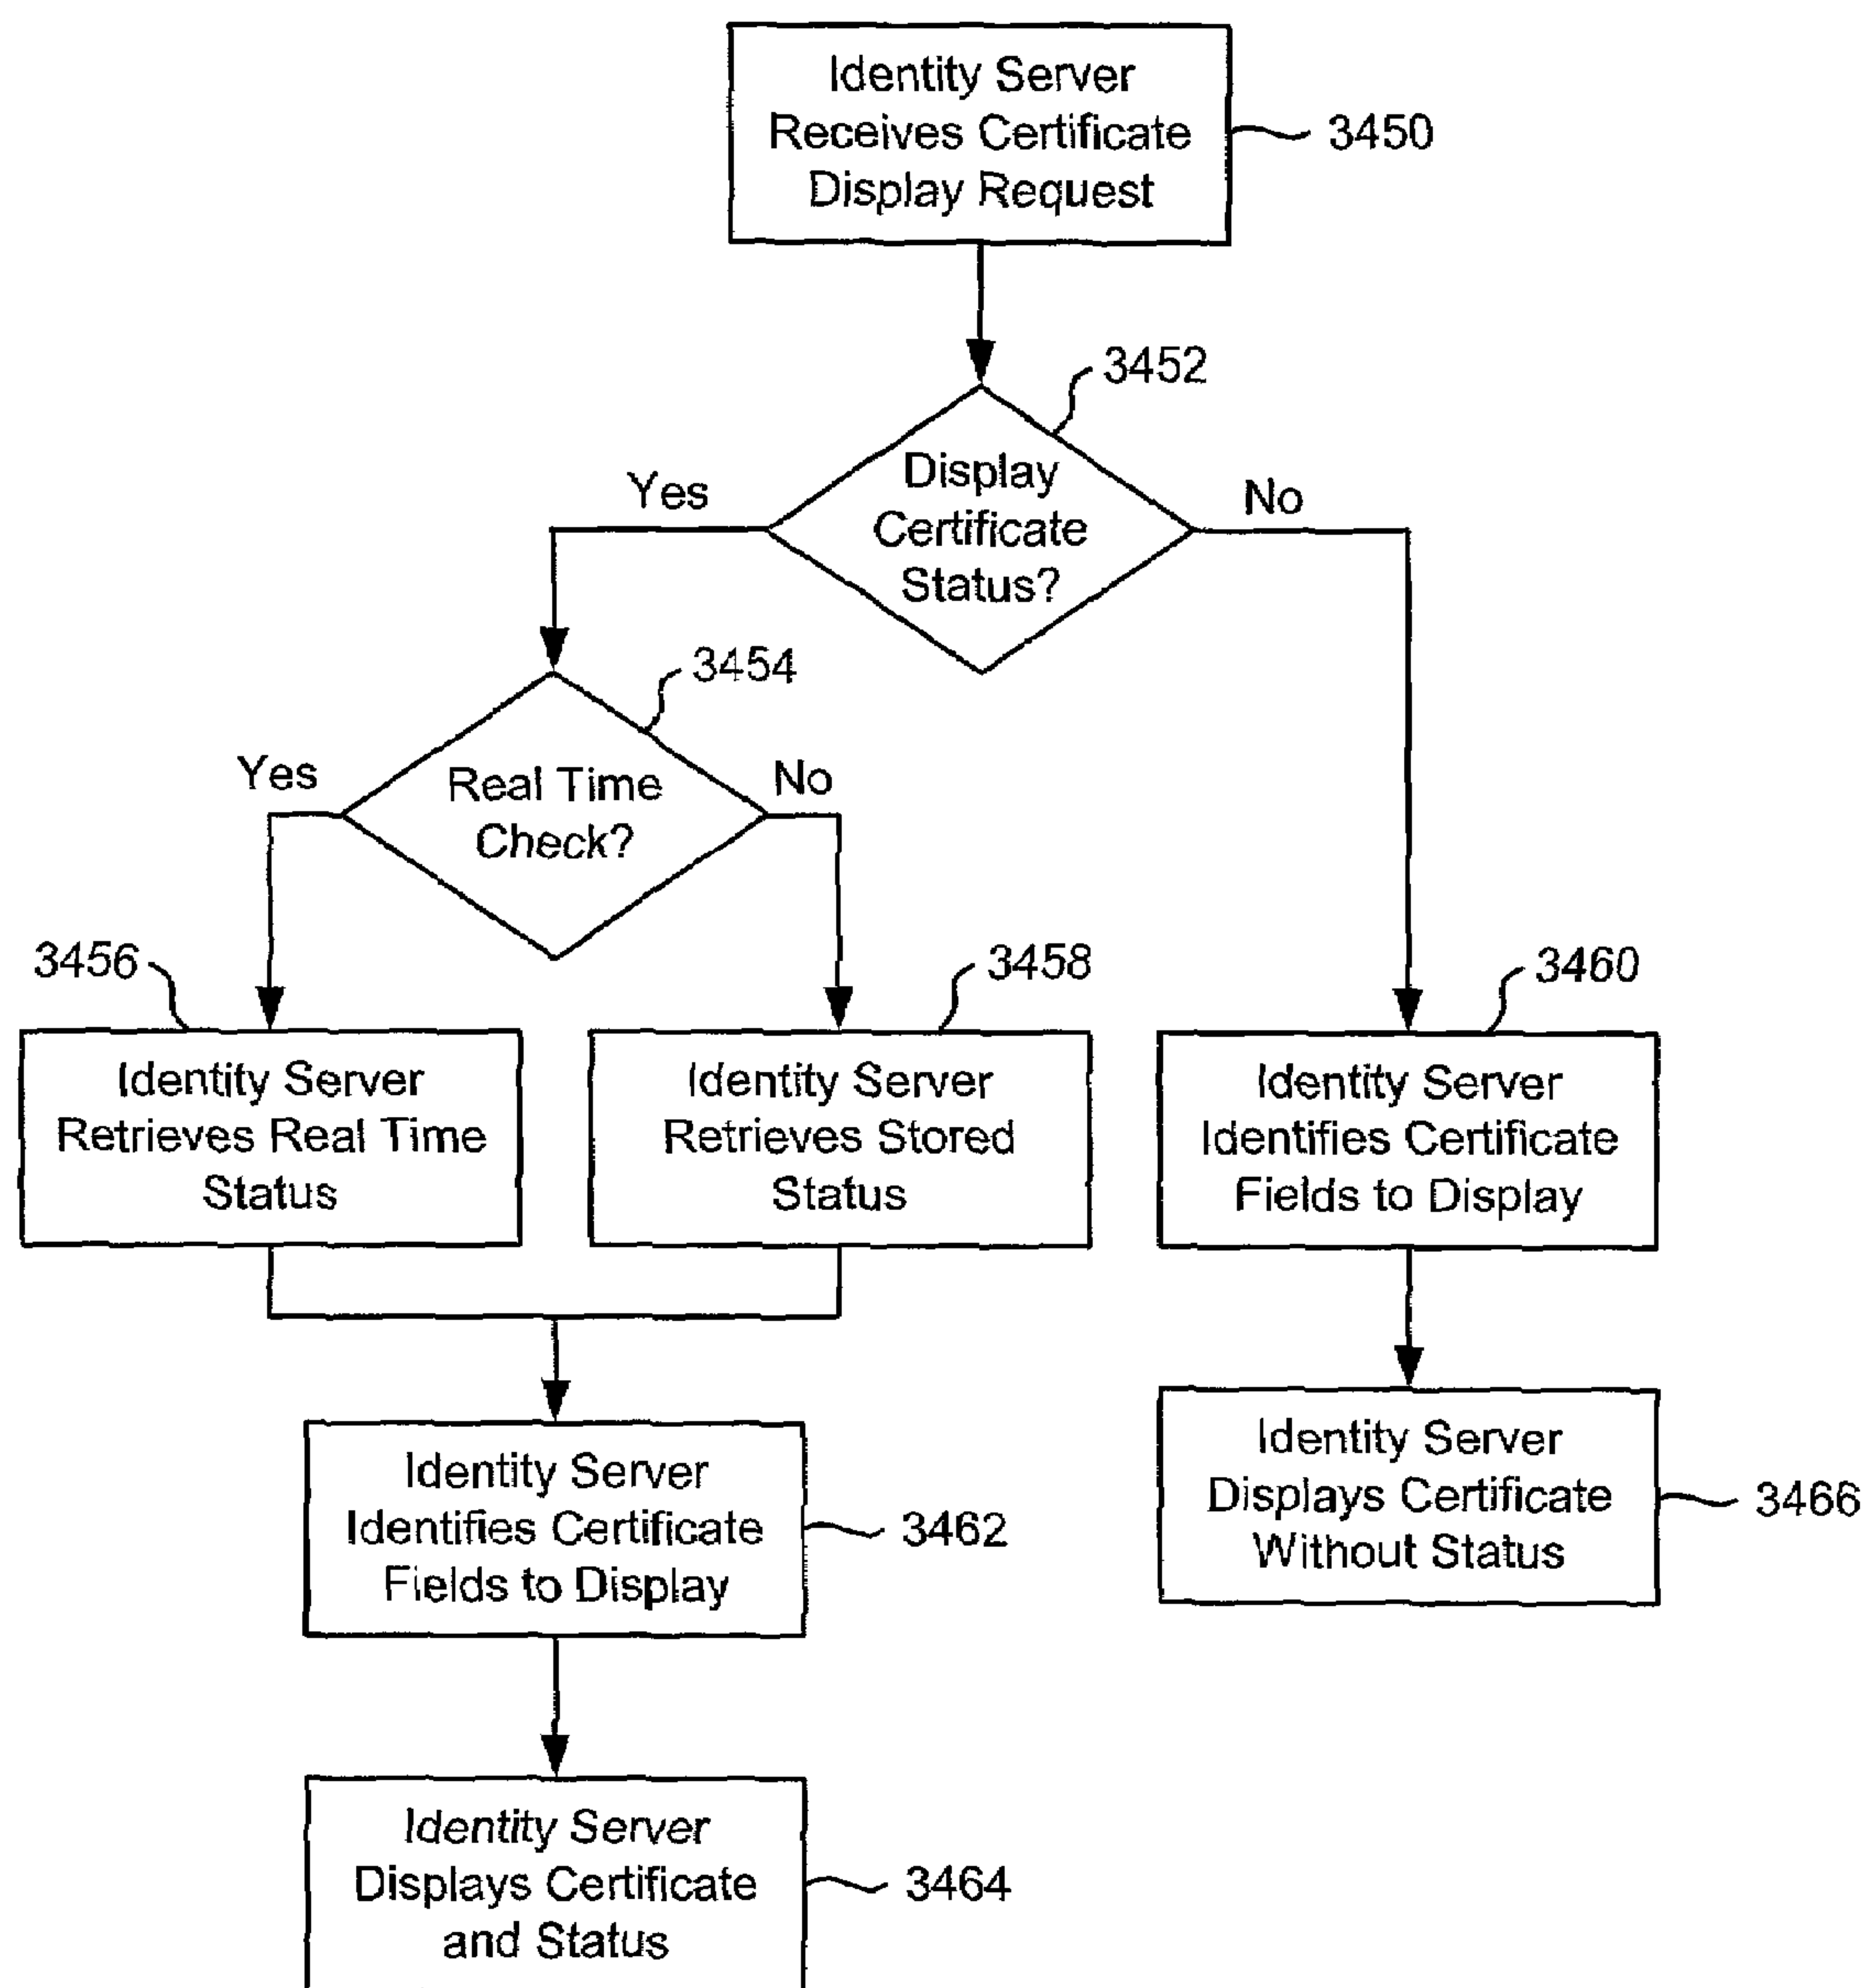 Identity Server
Receives Certificate
Display Request
3450
3452
Display
Certificate
Status?
Yes
No
3454
Real Time
Check?
Yes
No
3456
3458
3460
Identity Server
Retrieves Real Time
Status
Identity Server
Retrieves Stored
Status
Identity Server
Identifies Certificate
Fields to Display
Identity Server
Identifies Certificate
Fields to Display
3462
Identity Server
Displays Certificate
Without Status
3466
Identity Server
Displays Certificate
and Status
3464